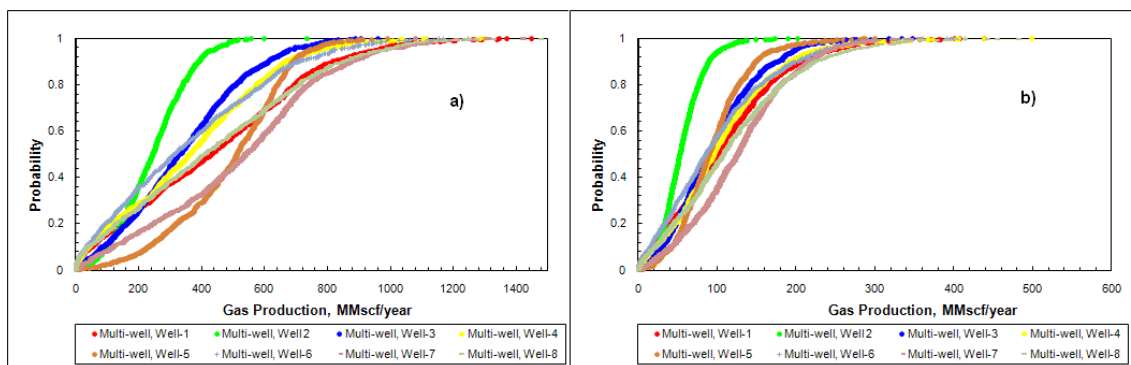 1
0.8
0.6
0.4
0.2
0
Probability
a)
0 200 400 600 800 1000 1200 1400
Gas Production, MMscf/year
Multi-well, Well-1 Multi-well, Well2 Multi-well, Well-3 Multi-well, Well-4
Multi-well, Well-5 Multi-well, Well-6 Multi-well, Well-7 Multi-well, Well-8
1
0.8
0.6
0.4
0.2
0
Probability
b)
0 100 200 300 400 500 600
Gas Production, MMscf/year
Multi-well, Well-1 Multi-well, Well2 Multi-well, Well-3 Multi-well, Well-4
Multi-well, Well-5 Multi-well, Well-6 Multi-well, Well-7 Multi-well, Well-8